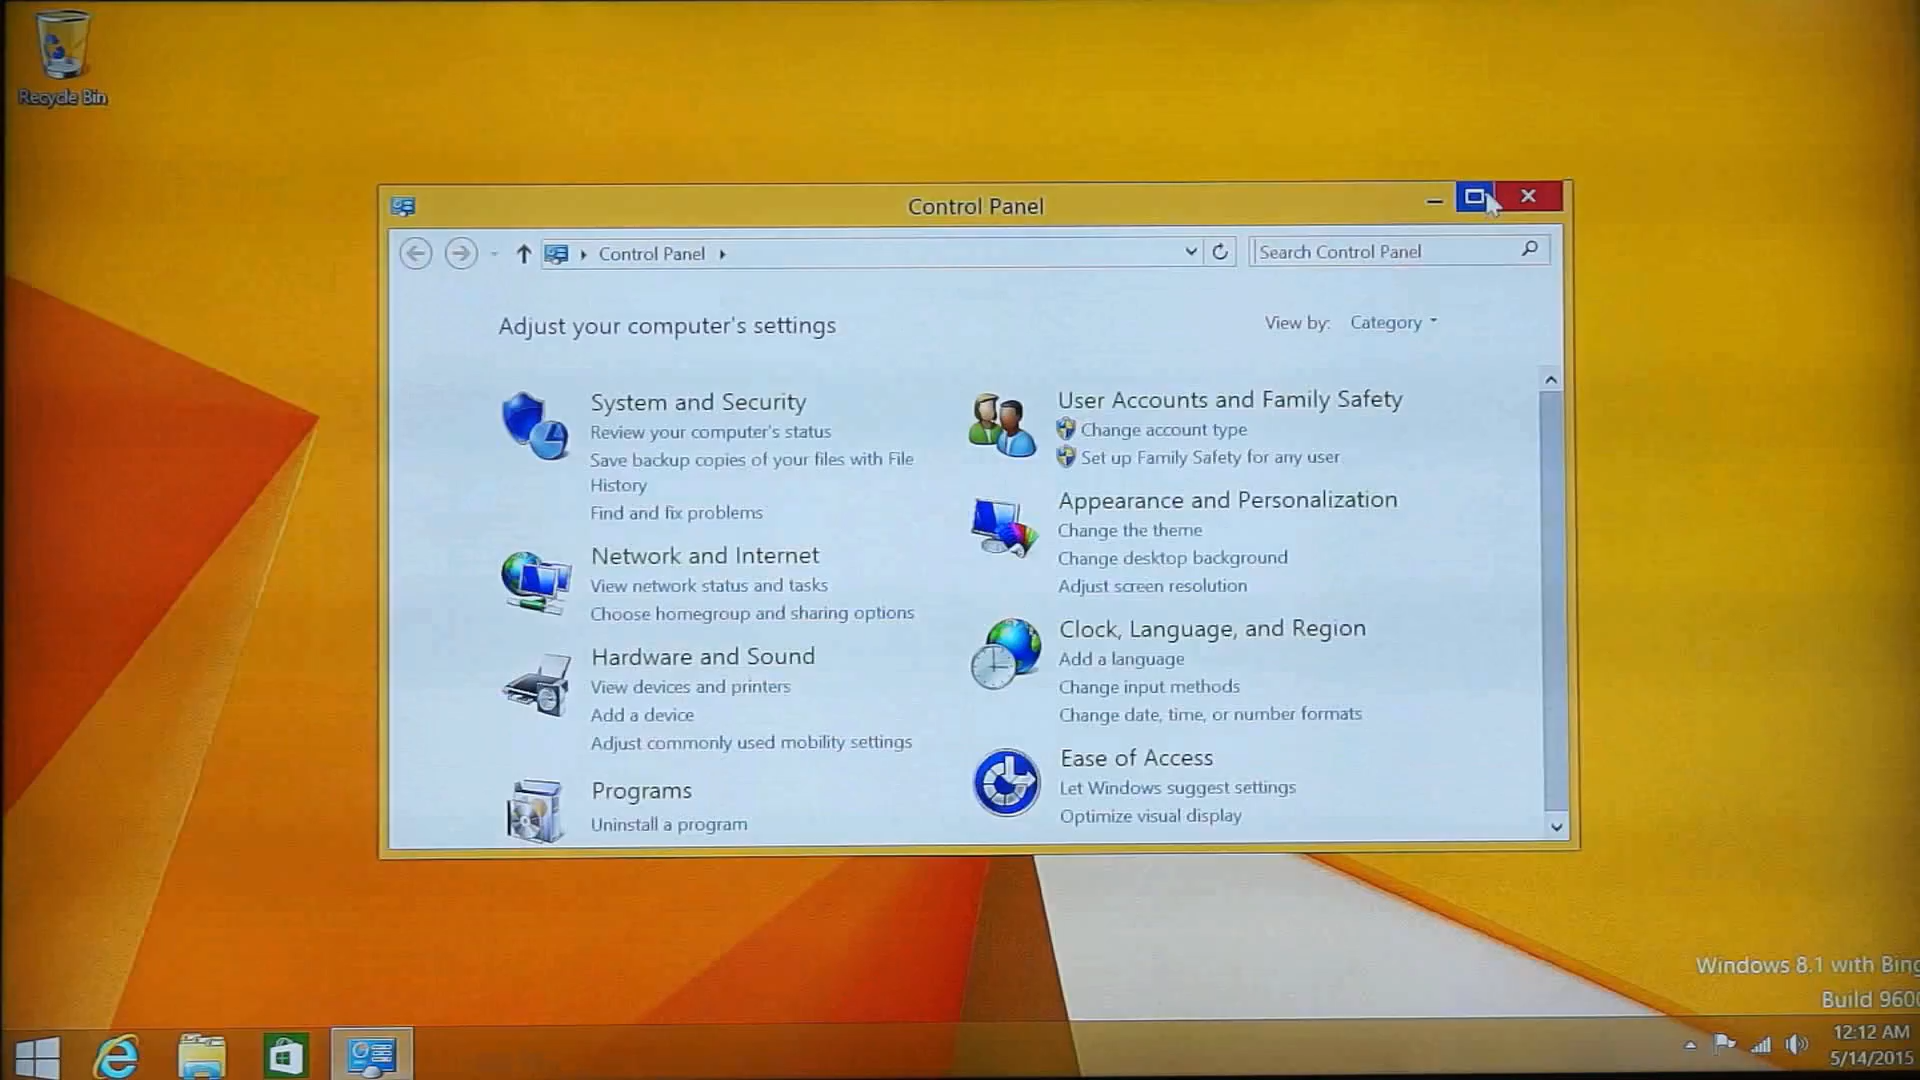 Recycle Bin
Control Panel
Control Panel
Search Control Panel
Adjust your computer's settings
View by: Category
System and Security
Review your computer's status
Save backup copies of your files with File
History
Find and fix problems
Network and Internet
View network status and tasks
Choose homegroup and sharing options
Hardware and Sound
View devices and printers
Add a device
Adjust commonly used mobility settings
Programs
Uninstall a program
User Accounts and Family Safety
Change account type
Set up Family Safety for any user
Appearance and Personalization
Change the theme
Change desktop background
Adjust screen resolution
Clock, Language, and Region
Add a language
Change input methods
Change date, time, or number formats
Ease of Access
Let Windows suggest settings
Optimize visual display
Windows 8.1 with Bing
Build 9600
12:12 AM
5/14/2015